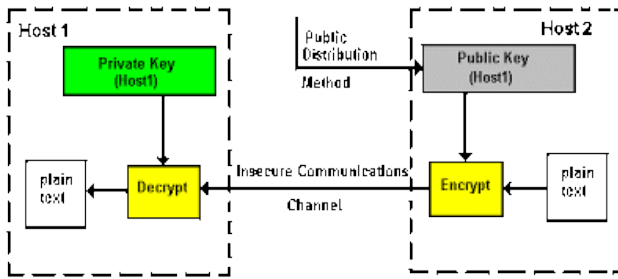 Host 1
Private Key
(Host1)
Public
Distribution
Method
Host 2
Public Key
(Host1)
plain
text
Decrypt
Insecure Communications
Channel
Encrypt
plain
text